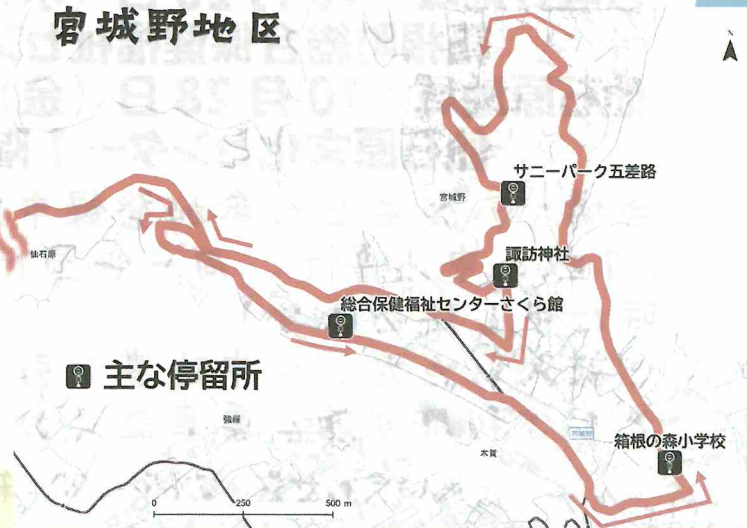 宮城野地区
N
サニーパーク五差路
宮城野
諏訪神社
仙石原
総合保健福祉センターさくら館
主な停留所
強羅
宮城野
木賀
箱根の森小学校
0 250 500 m